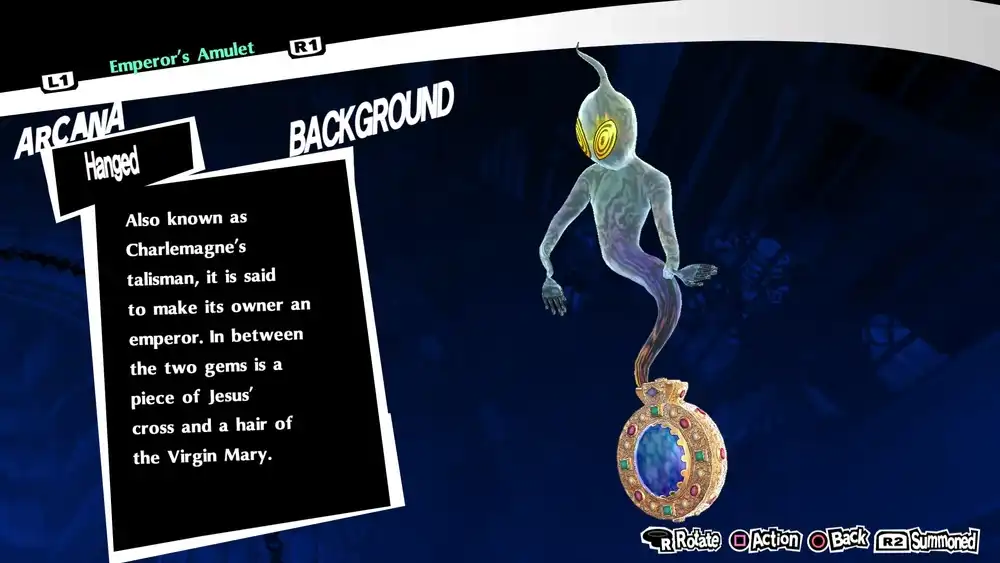 L1
Emperor's Amulet
R1
ARCANA
Hanged
BACKGROUND
Also known as
Charlemagne's
talisman, it is said
to make its owner an
emperor. In between
the two gems is a
piece of Jesus'
cross and a hair of
the Virgin Mary.
R Rotate Action Back R2 Summoned